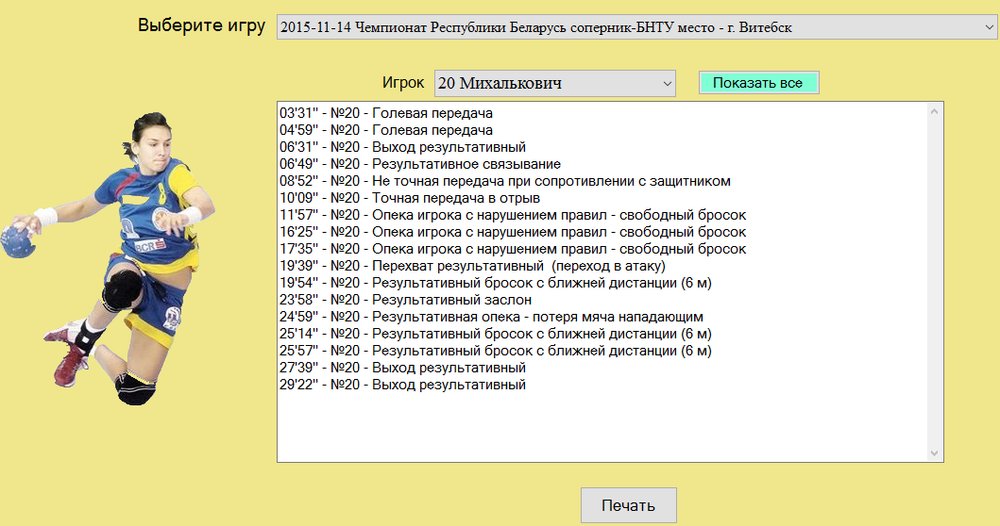 Выберите игру 2015-11-14 Чемпионат Республики Беларусь соперник-БНТУ место - г. Витебск
Игрок 20 Михалькович Показать все
03'31" - №20 - Голевая передача
04'59" - №20 - Голевая передача
06'31" - №20 - Выход результативный
06'49" - №20 - Результативное связывание
08'52" - №20 - Не точная передача при сопротивлении с защитником
10'09" - №20 - Точная передача в отрыв
11'57" - №20 - Опека игрока с нарушением правил - свободный бросок
16'25" - №20 - Опека игрока с нарушением правил - свободный бросок
17'35" - №20 - Опека игрока с нарушением правил - свободный бросок
19'39" - №20 - Перехват результативный  (переход в атаку)
19'54" - №20 - Результативный бросок с ближней дистанции (6 м)
23'58" - №20 - Результативный заслон
24'59" - №20 - Результативная опека - потеря мяча нападающим
25'14" - №20 - Результативный бросок с ближней дистанции (6 м)
25'57" - №20 - Результативный бросок с ближней дистанции (6 м)
27'39" - №20 - Выход результативный
29'22" - №20 - Выход результативный
BCR
Печать